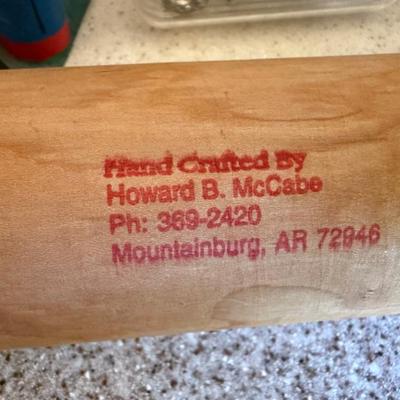 Hand Crafted By
Howard B. McCabe
Ph: 369-2420
Mountainburg, AR 72946